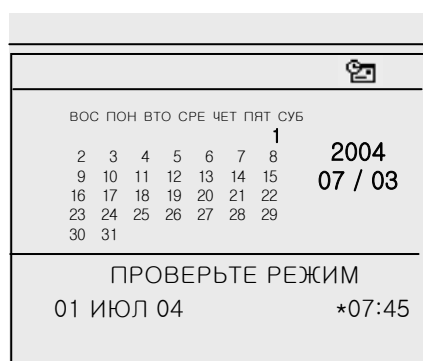 ВОС ПОН ВТО СРЕ ЧЕТ ПЯТ СУБ
1
2 3 4 5 6 7 8
9 10 11 12 13 14 15
16 17 18 19 20 21 22
23 24 25 26 27 28 29
30 31
2004
07 / 03
ПРОВЕРЬТЕ РЕЖИМ
01 ИЮЛ 04 *07:45